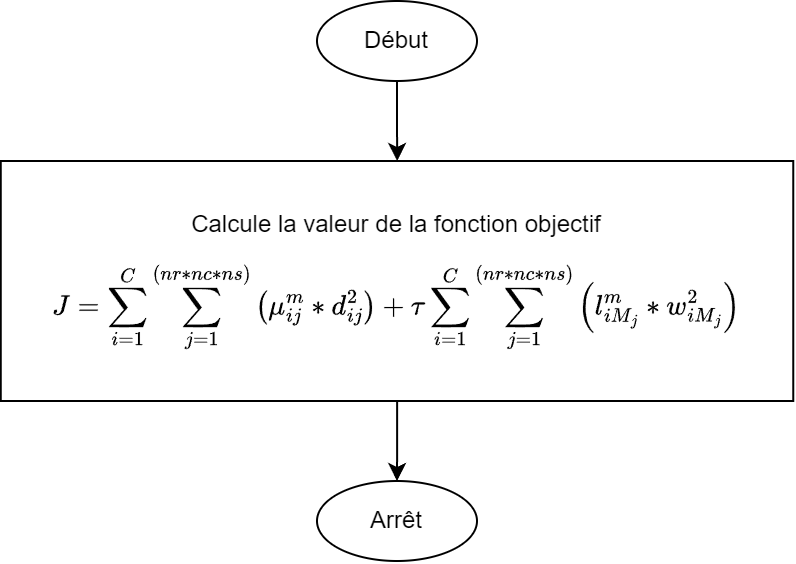 Début
Calcule la valeur de la fonction objectif
$J = \sum_{i=1}^{C} \sum_{j=1}^{(nr*nc*ns)} \left( \mu_{ij}^{m} * d_{ij}^{2} \right) + \tau \sum_{i=1}^{C} \sum_{j=1}^{(nr*nc*ns)} \left( l_{iM_j}^{m} * w_{iM_j}^{2} \right)$
Arrêt